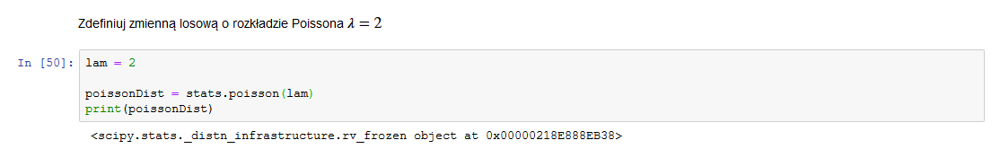 Zdefiniuj zmienną losową o rozkładzie Poissona λ = 2
In [50]: lam = 2
poissonDist = stats.poisson(lam)
print(poissonDist)
<scipy.stats._distn_infrastructure.rv_frozen object at 0x00000218E888EB38>